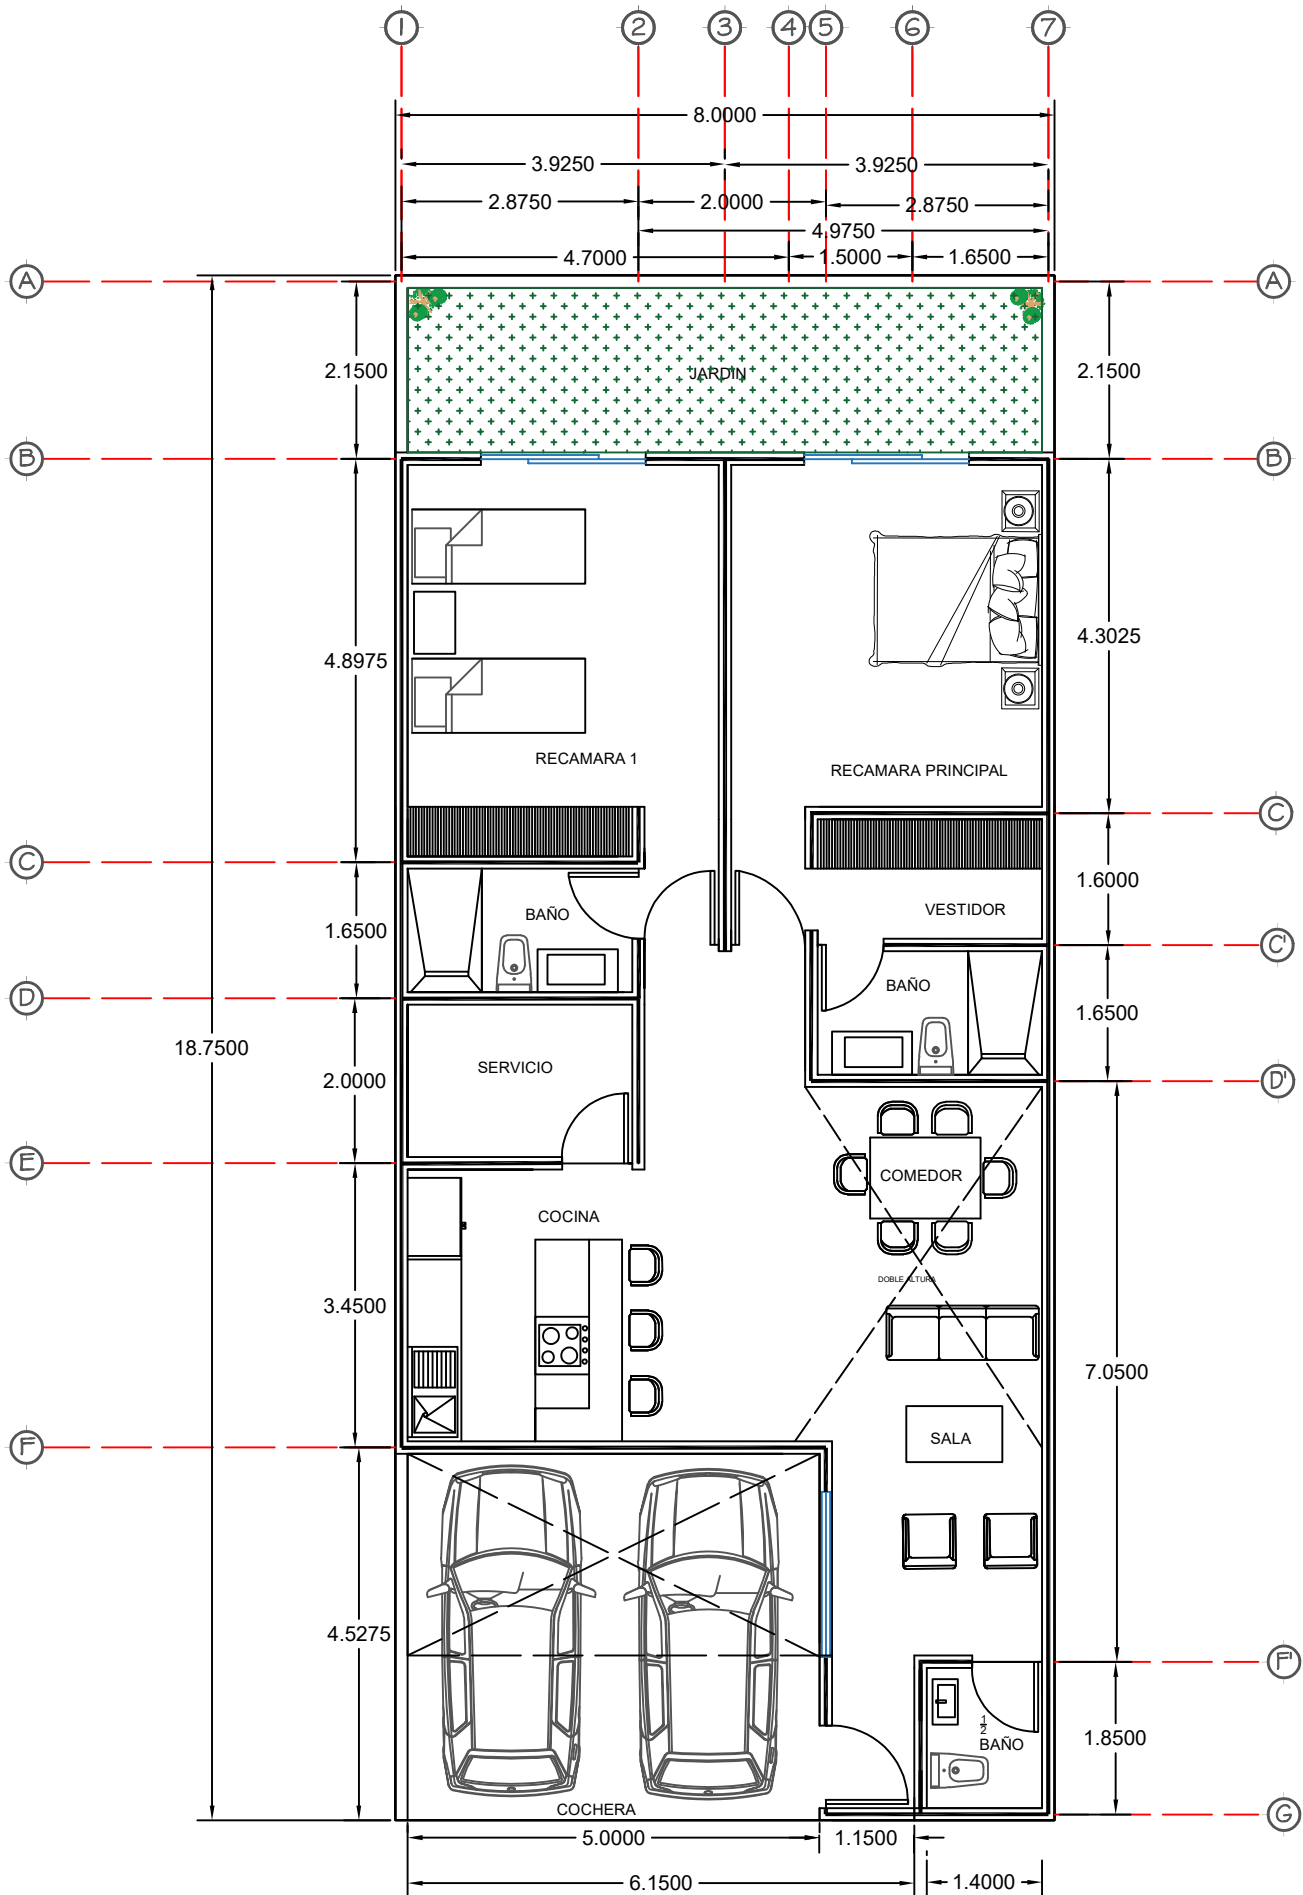 1 2 3 4 5 6 7
8.0000
3.9250 3.9250
2.8750 2.0000 2.8750
4.9750
4.7000 1.5000 1.6500
A A
2.1500 JARDIN 2.1500
B B
4.8975 4.3025
RECAMARA 1 RECAMARA PRINCIPAL
C
C
1.6000
1.6500 BAÑO VESTIDOR
C'
BAÑO
D
1.6500
18.7500
SERVICIO
2.0000 D'
E COMEDOR
COCINA
DOBLE ALTURA
3.4500
7.0500
F SALA
4.5275
F'
1/2
BAÑO 1.8500
COCHERA
G
5.0000 1.1500
6.1500 1.4000